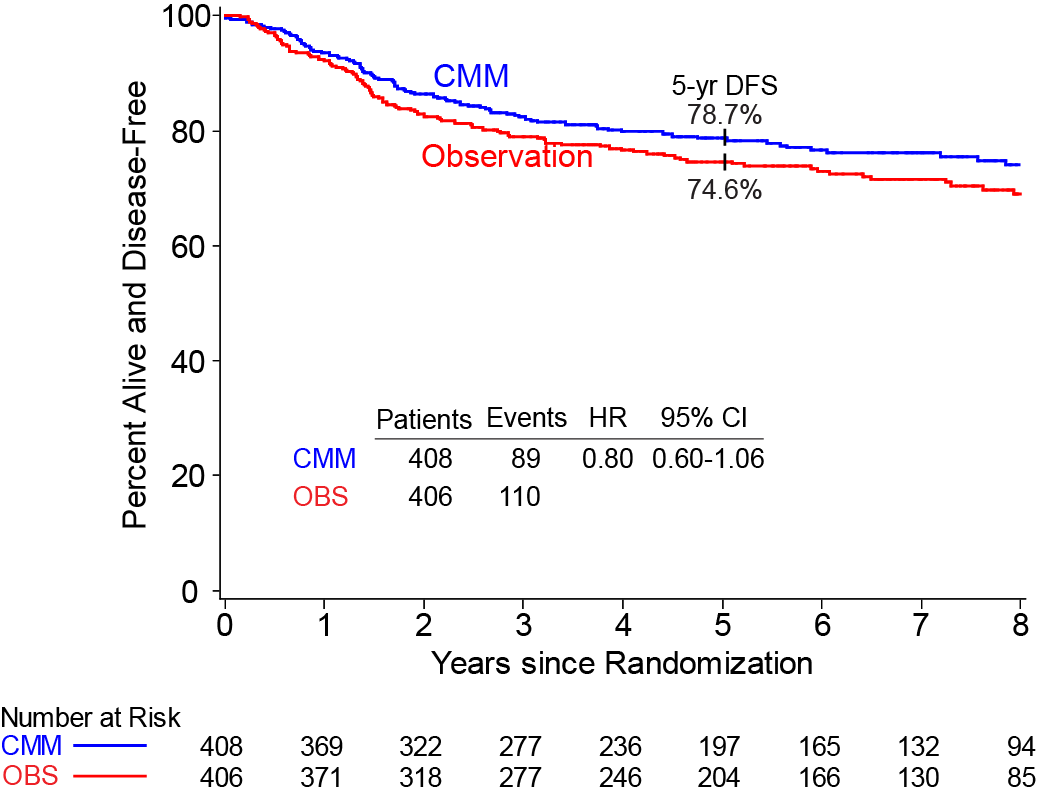 100
80
60
40
20
0
Percent Alive and Disease-Free
CMM
Observation
5-yr DFS
78.7%
74.6%
Patients Events HR 95% CI
CMM 408 89 0.80 0.60-1.06
OBS 406 110
0 1 2 3 4 5 6 7 8
Years since Randomization
Number at Risk
CMM 408 369 322 277 236 197 165 132 94
OBS 406 371 318 277 246 204 166 130 85